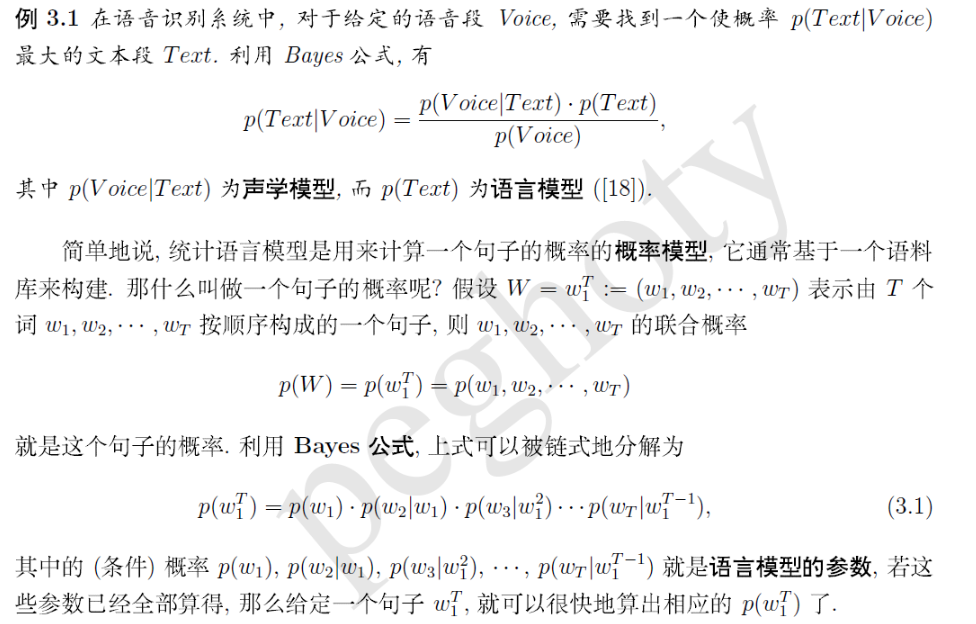 例 3.1 在语音识别系统中, 对于给定的语音段 Voice, 需要找到一个使概率 p(Text|Voice)
最大的文本段 Text. 利用 Bayes 公式, 有
p(Text|Voice) = p(Voice|Text) · p(Text) / p(Voice),
其中 p(Voice|Text) 为声学模型, 而 p(Text) 为语言模型 ([18]).
简单地说, 统计语言模型是用来计算一个句子的概率的概率模型, 它通常基于一个语料
库来构建. 那什么叫做一个句子的概率呢? 假设 W = w_1^T := (w_1, w_2, ⋯ , w_T) 表示由 T 个
词 w_1, w_2, ⋯ , w_T 按顺序构成的一个句子, 则 w_1, w_2, ⋯ , w_T 的联合概率
p(W) = p(w_1^T) = p(w_1, w_2, ⋯ , w_T)
就是这个句子的概率. 利用 Bayes 公式, 上式可以被链式地分解为
p(w_1^T) = p(w_1) · p(w_2|w_1) · p(w_3|w_1^2) ⋯ p(w_T|w_1^{T−1}), (3.1)
其中的 (条件) 概率 p(w_1), p(w_2|w_1), p(w_3|w_1^2), ⋯ , p(w_T|w_1^{T−1}) 就是语言模型的参数, 若这
些参数已经全部算得, 那么给定一个句子 w_1^T, 就可以很快地算出相应的 p(w_1^T) 了.
peghoty